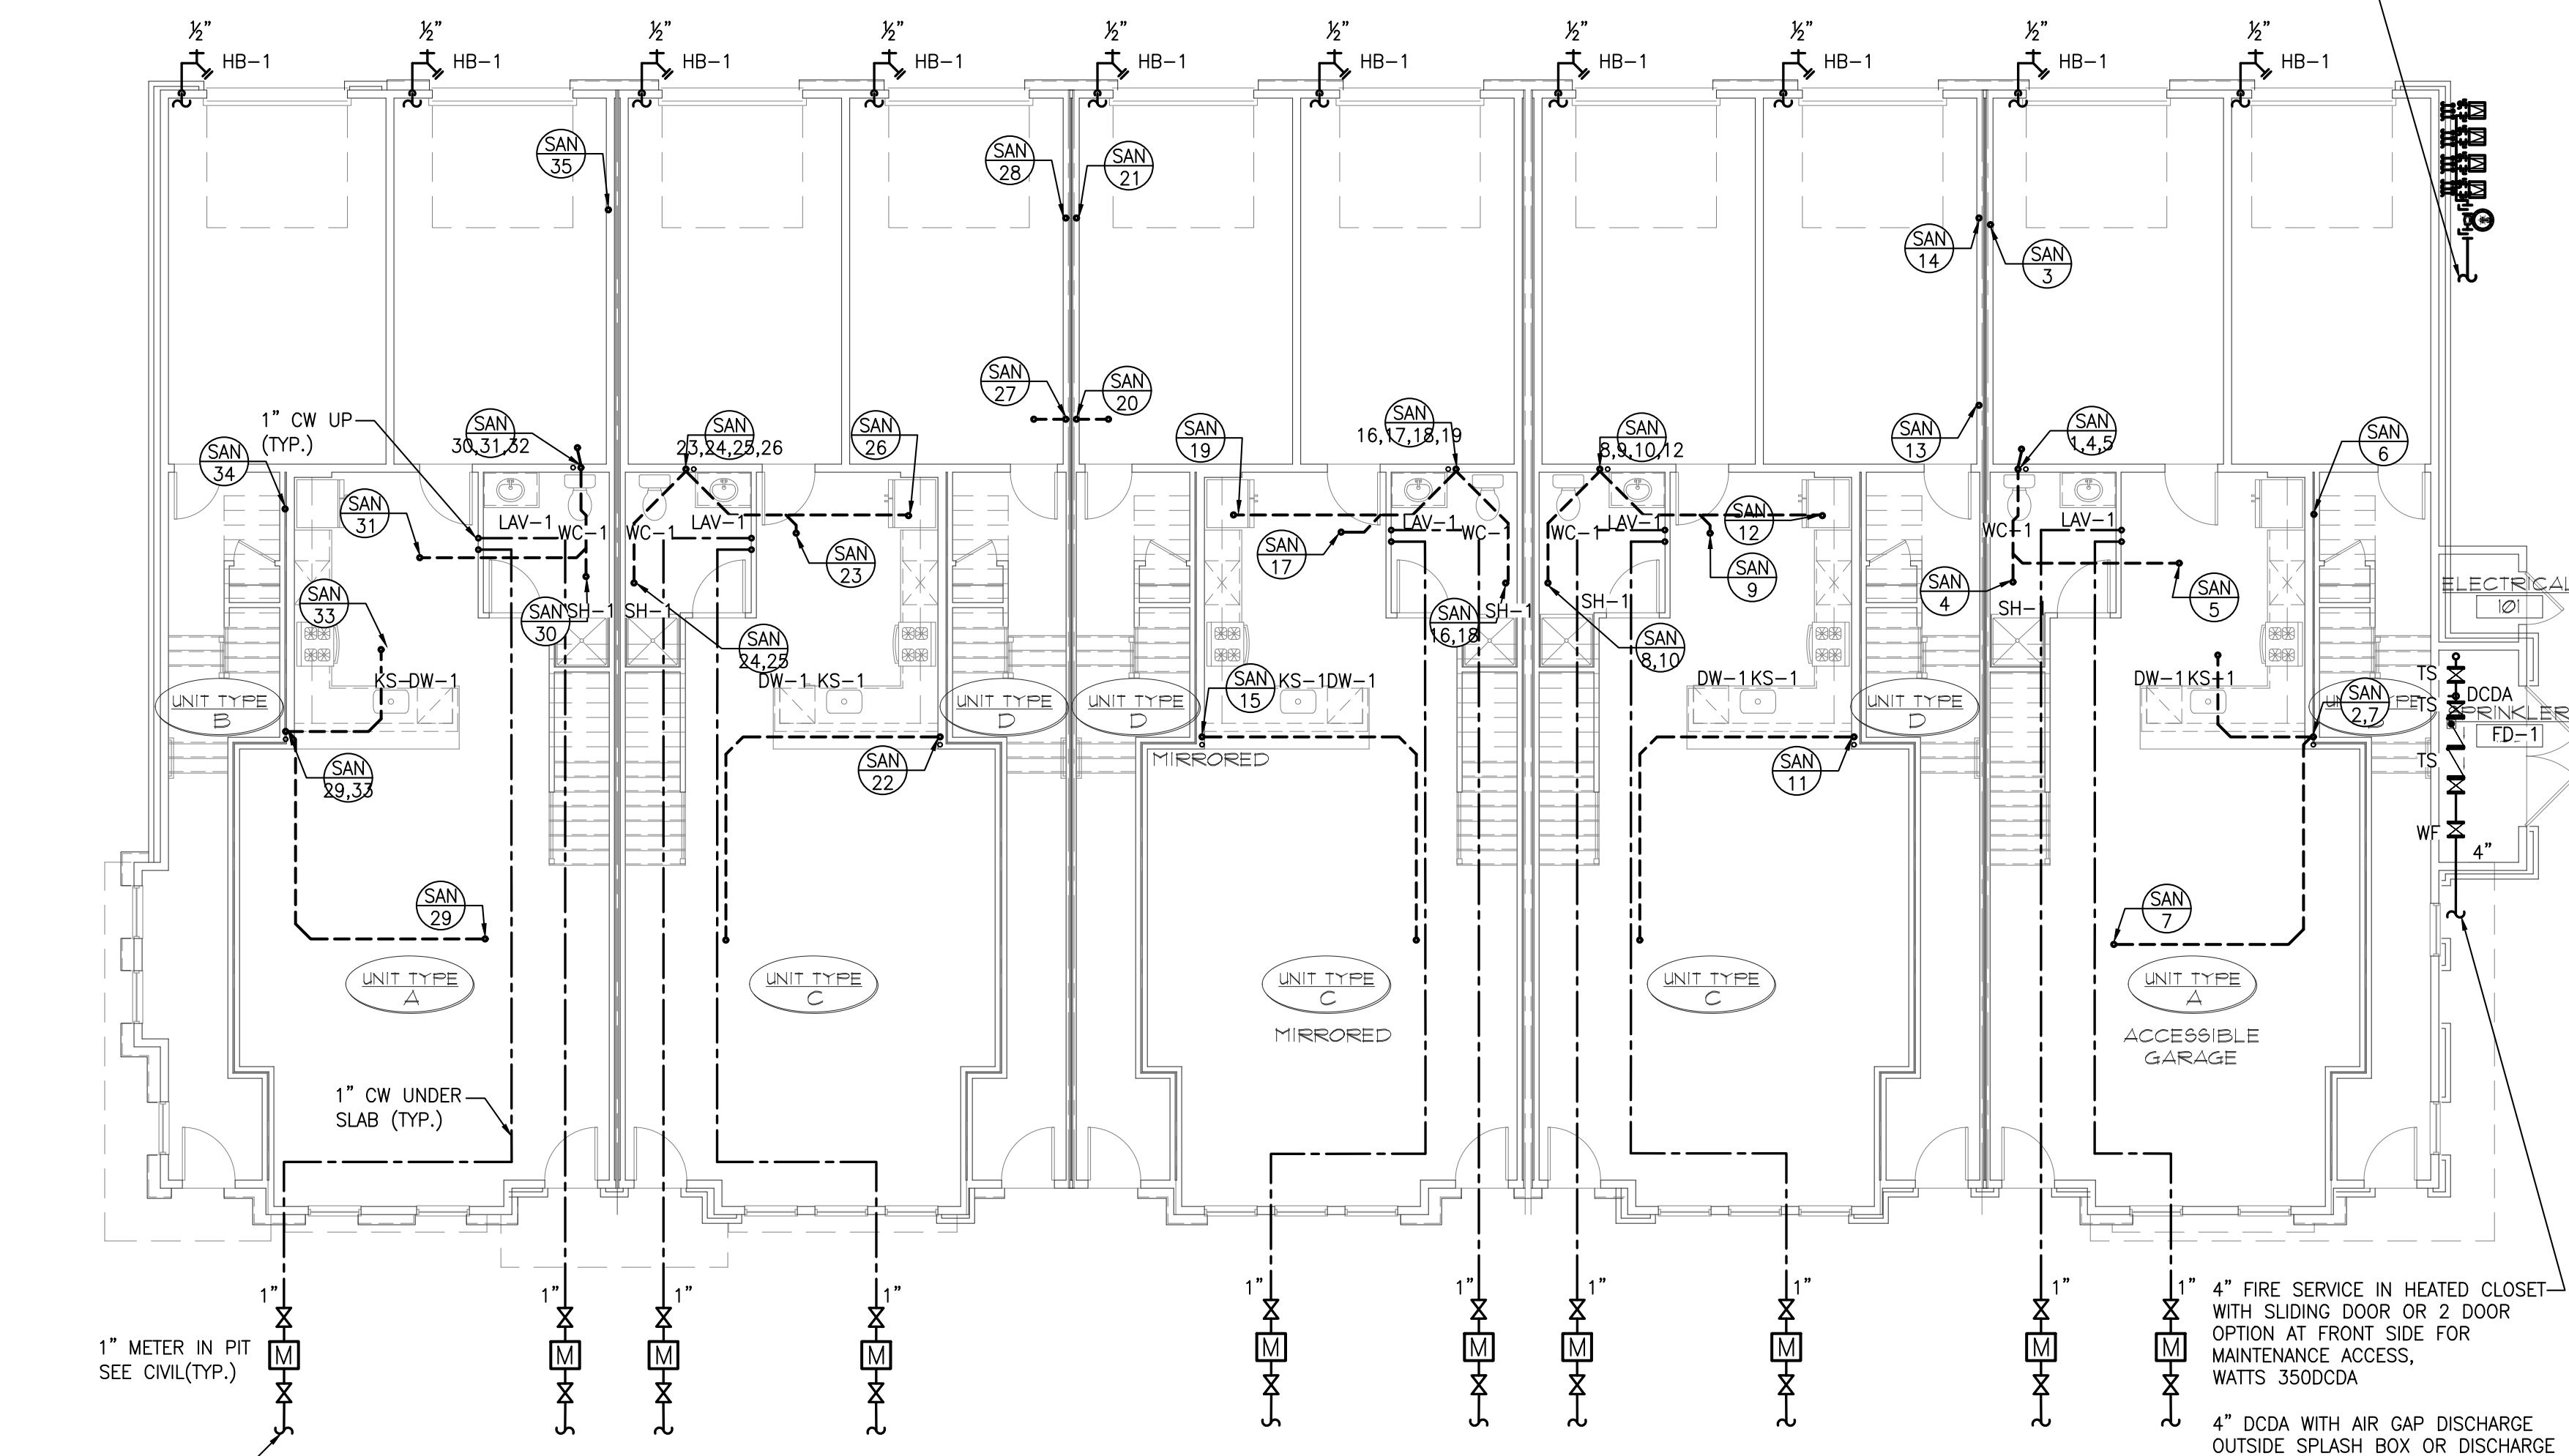 ½" ½" ½" ½" ½" ½" ½" ½" ½" ½"
HB-1 HB-1 HB-1 HB-1 HB-1 HB-1 HB-1 HB-1 HB-1 HB-1
SAN
35
SAN
28
SAN
21
SAN
14
SAN
3
SAN
27
SAN
20
1" CW UP
(TYP.)
SAN
34
SAN
30,31,32
SAN
23,24,25,26
SAN
26
SAN
19
SAN
16,17,18,19
SAN
8,9,10,12
SAN
13
SAN
1,4,5
SAN
6
SAN
31
LAV-1
WC-1
WC-1
LAV-1
SAN
23
SAN
17
LAV-1
WC-1
WC-1
LAV-1
SAN
12
SAN
9
WC-1
LAV-1
SAN
4
SAN
5
ELECTRICAL
101
SAN
33
SAN
30
SH-1
SH-1
SAN
24,25
SAN
16,18
SH-1
SH-1
SAN
8,10
SH-1
KS- DW-1
DW-1 KS-1
SAN
15
KS-1 DW-1
DW-1 KS-1
DW-1 KS-1
UNIT TYPE
B
UNIT TYPE
D
UNIT TYPE
D
MIRRORED
UNIT TYPE
D
SAN
2,7
TS
DCDA
TS
SPRINKLER
FD-1
TS
WF
4"
SAN
29,33
SAN
22
SAN
11
SAN
29
SAN
7
UNIT TYPE
A
UNIT TYPE
C
UNIT TYPE
C
MIRRORED
UNIT TYPE
C
UNIT TYPE
A
ACCESSIBLE
GARAGE
1" CW UNDER
SLAB (TYP.)
1" 1" 1" 1" 1" 1" 1" 1" 1" 1"
M M M M M M M M M M
1" METER IN PIT
SEE CIVIL(TYP.)
4" FIRE SERVICE IN HEATED CLOSET
WITH SLIDING DOOR OR 2 DOOR
OPTION AT FRONT SIDE FOR
MAINTENANCE ACCESS,
WATTS 350DCDA
4" DCDA WITH AIR GAP DISCHARGE
OUTSIDE SPLASH BOX OR DISCHARGE